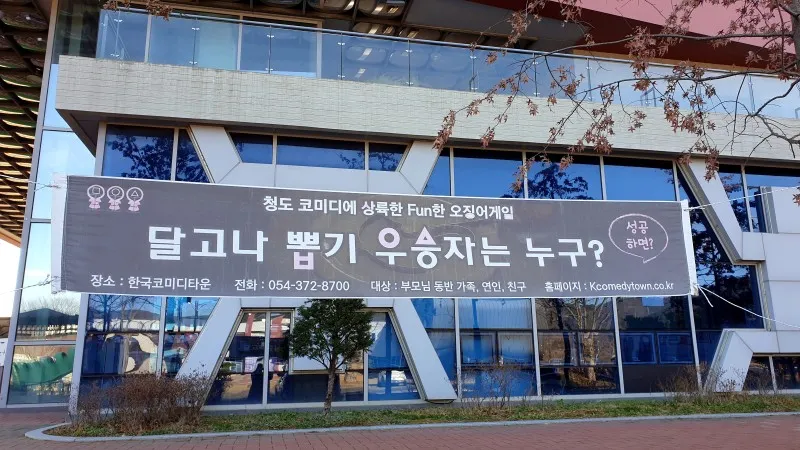 청도 코미디에 상륙한 Fun한 오징어게임
달고나 뽑기 우승자는 누구?
성공
하면?
장소 : 한국코미디타운 전화 : 054-372-8700 대상 : 부모님 동반 가족, 연인, 친구 홈페이지 : Kcomedytown.co.kr